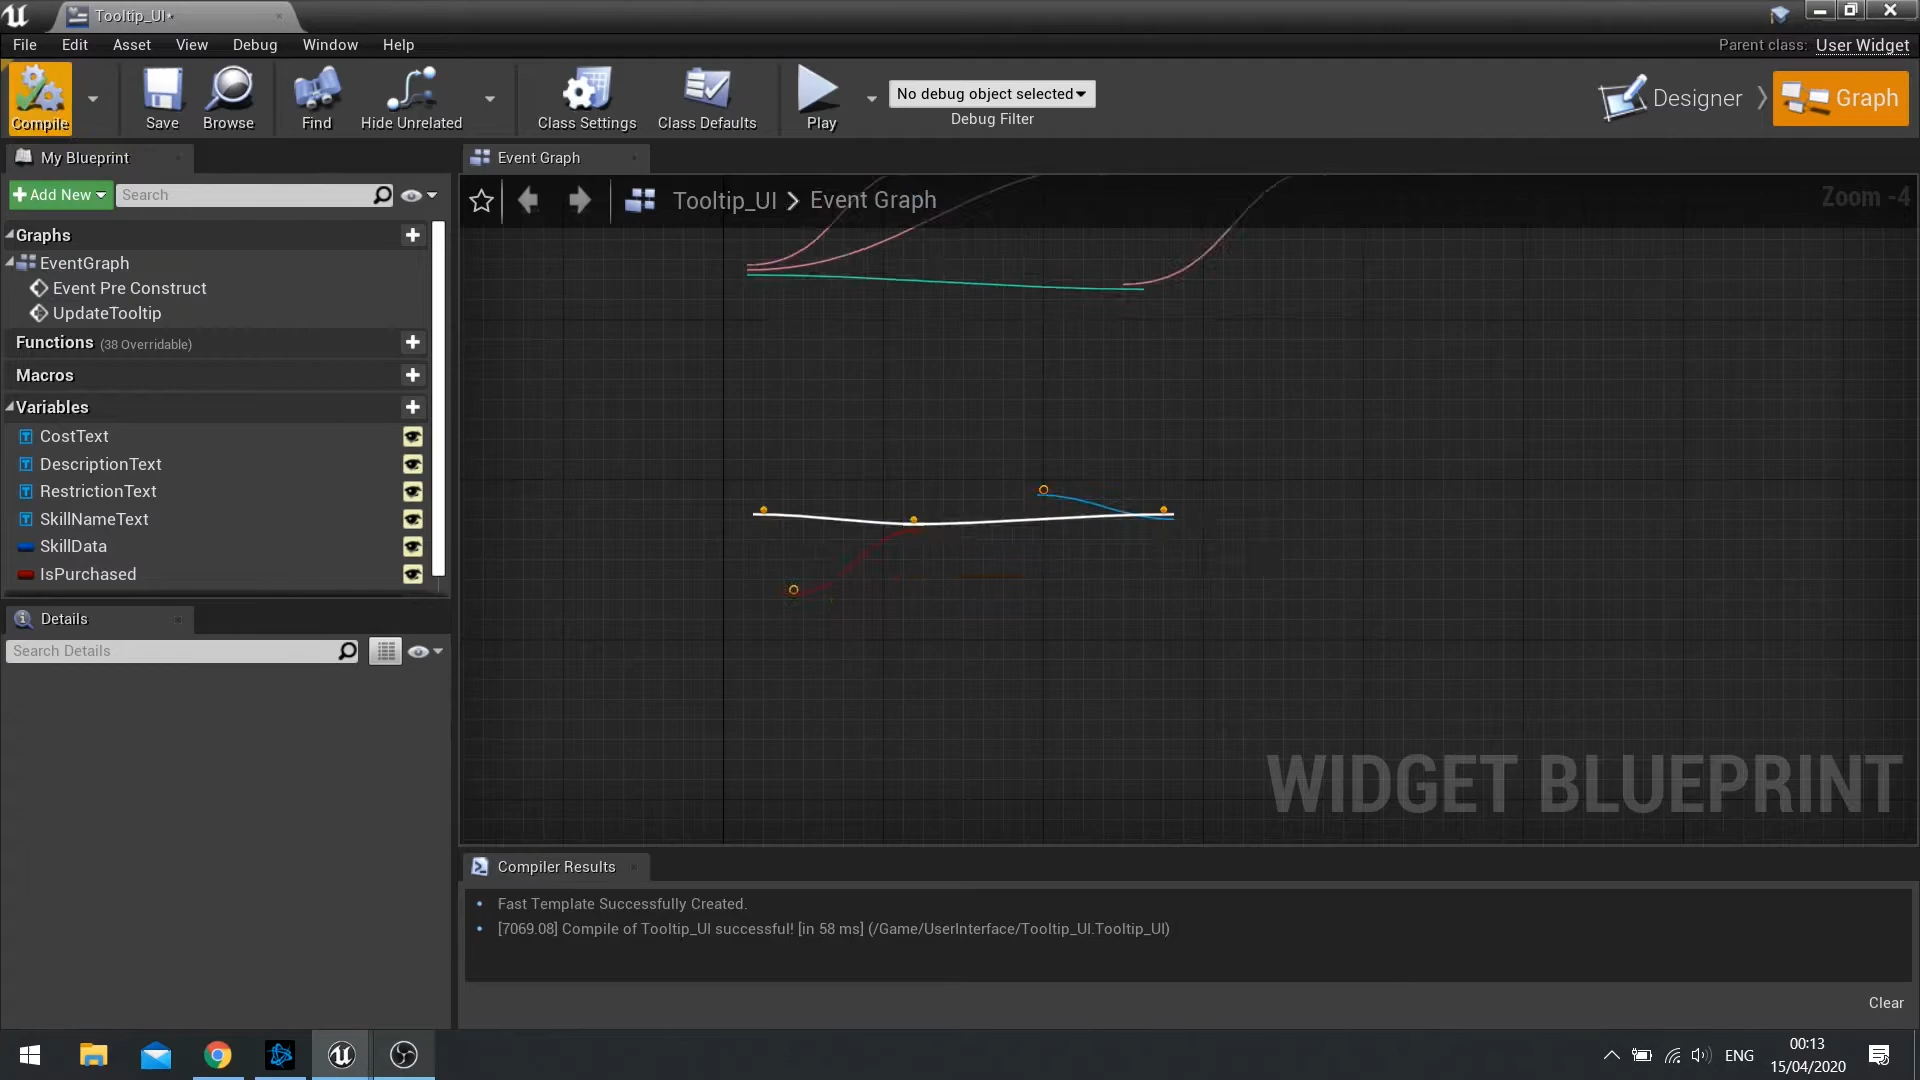 Tooltip_UI*
File Edit Asset View Debug Window Help
Parent class: User Widget
Compile
Save
Browse
Find
Hide Unrelated
Class Settings
Class Defaults
Play
No debug object selected
Debug Filter
Designer
Graph
My Blueprint
Event Graph
Add New
Search
Tooltip_UI > Event Graph
Zoom -4
Graphs
EventGraph
Event Pre Construct
UpdateTooltip
Functions (38 Overridable)
Macros
Variables
CostText
DescriptionText
RestrictionText
SkillNameText
SkillData
IsPurchased
Details
Search Details
WIDGET BLUEPRINT
Compiler Results
Fast Template Successfully Created.
[7069.08] Compile of Tooltip_UI successful! [in 58 ms] (/Game/UserInterface/Tooltip_UI.Tooltip_UI)
Clear
ENG
00:13
15/04/2020